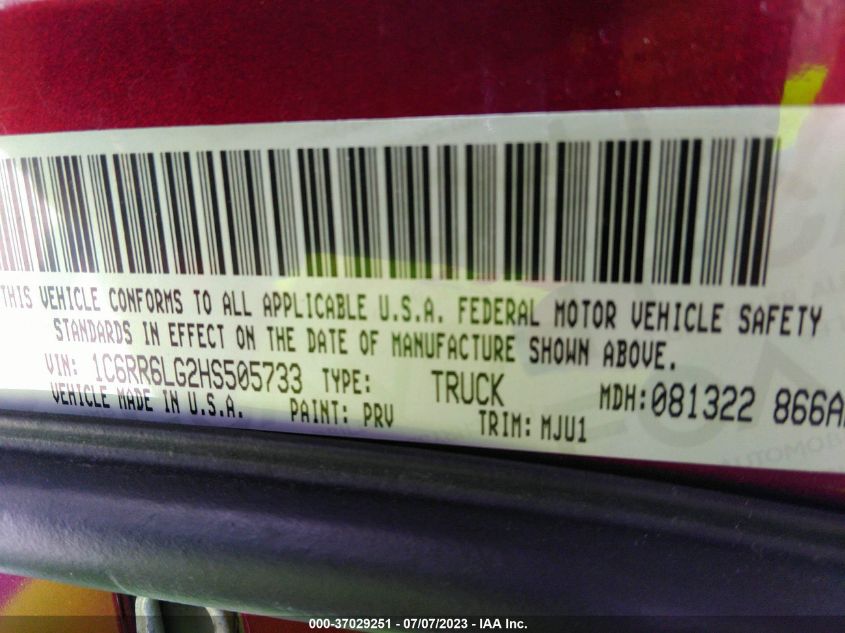 THIS VEHICLE CONFORMS TO ALL APPLICABLE U.S.A. FEDERAL MOTOR VEHICLE SAFETY
STANDARDS IN EFFECT ON THE DATE OF MANUFACTURE SHOWN ABOVE.
VIN: 1C6RR6LG2HS505733 TYPE: TRUCK MDH:081322 866A
VEHICLE MADE IN U.S.A. PAINT: PRV TRIM: MJU1
000-37029251 - 07/07/2023 - IAA Inc.